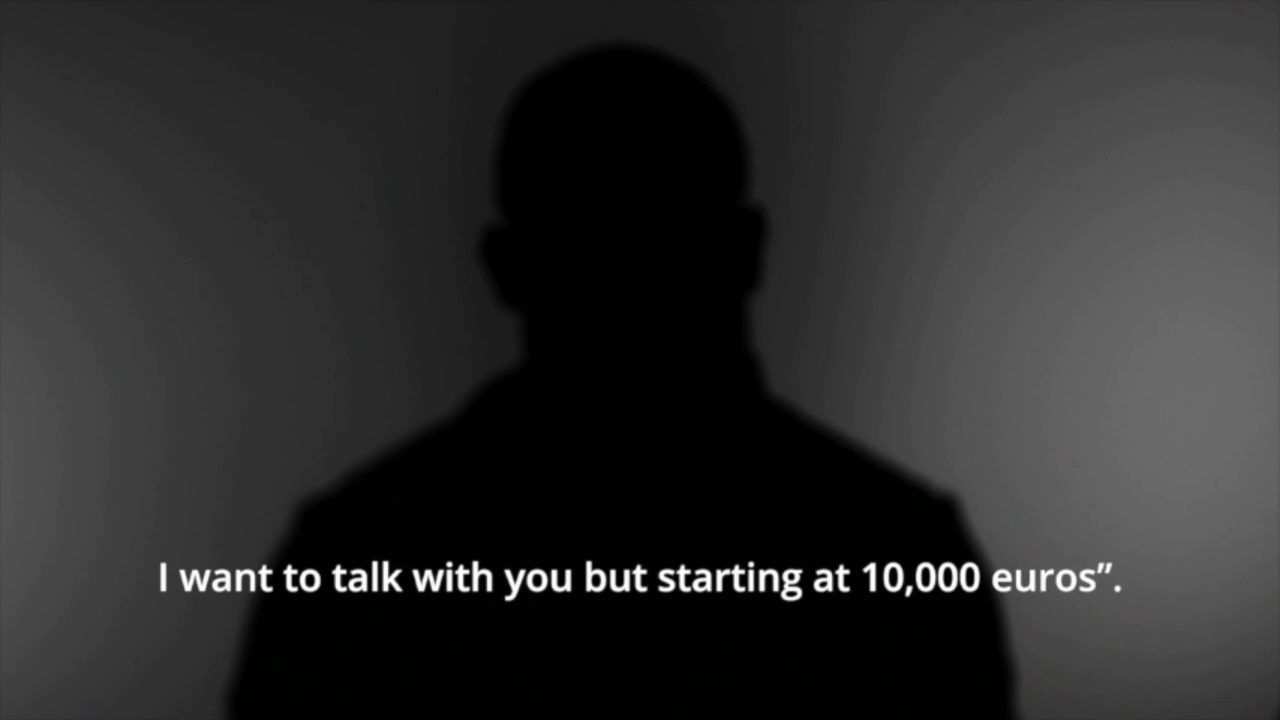 I want to talk with you but starting at 10,000 euros”.